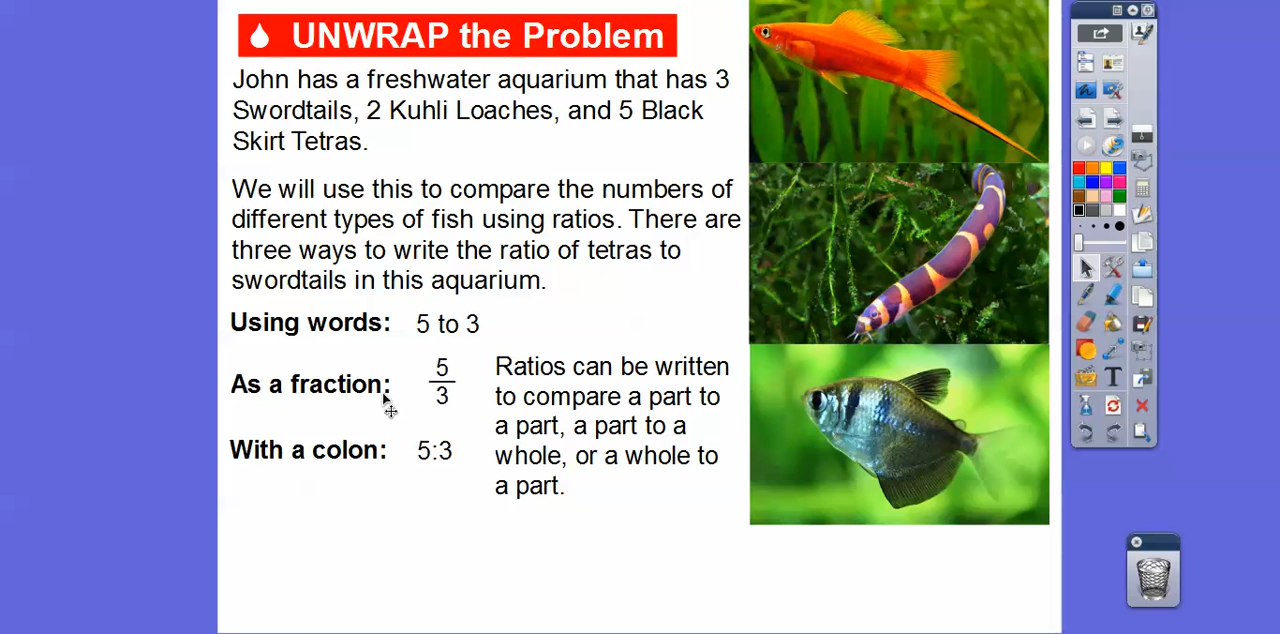 UNWRAP the Problem
John has a freshwater aquarium that has 3
Swordtails, 2 Kuhli Loaches, and 5 Black
Skirt Tetras.
We will use this to compare the numbers of
different types of fish using ratios. There are
three ways to write the ratio of tetras to
swordtails in this aquarium.
Using words: 5 to 3
As a fraction: 5/3
With a colon: 5:3
Ratios can be written
to compare a part to
a part, a part to a
whole, or a whole to
a part.
T